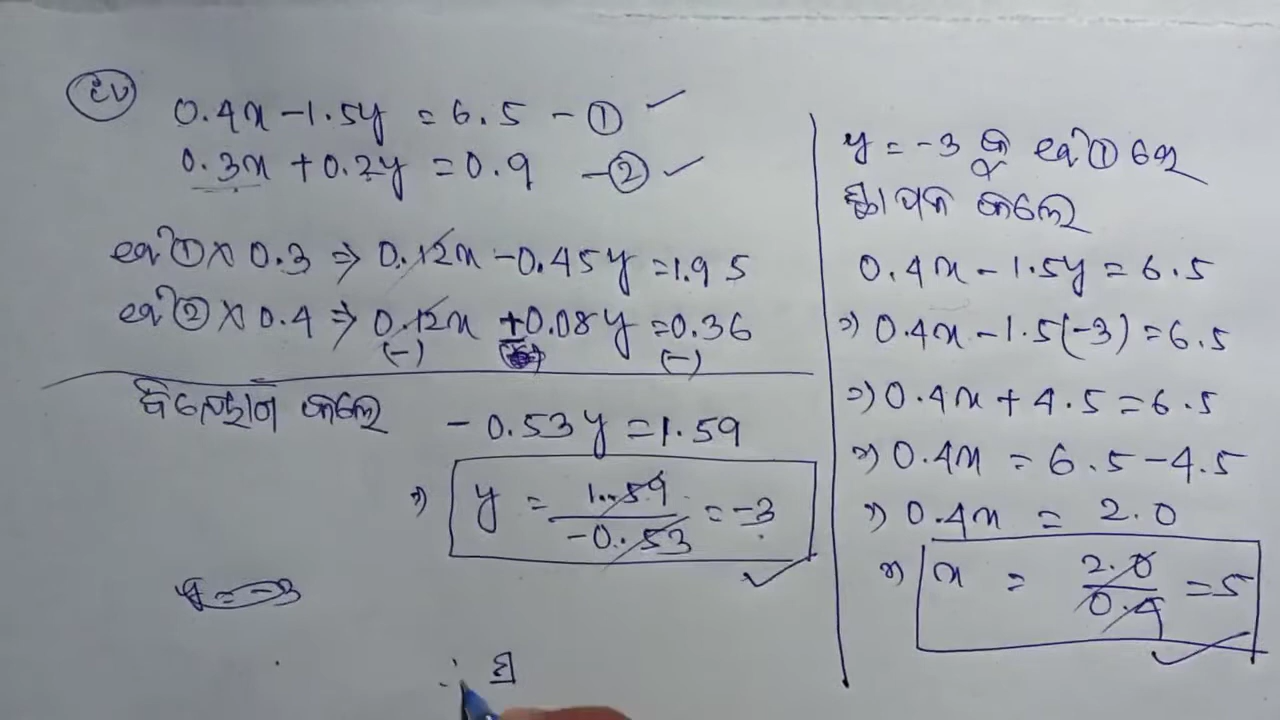 (iv) 0.4x - 1.5y = 6.5 - ①
0.3x + 0.2y = 0.9 - ②
① × 0.3 ⇒ 0.12x - 0.45y = 1.95
② × 0.4 ⇒ 0.12x + 0.08y = 0.36
(-) (-)
କଲେ - 0.53y = 1.59
⇒) y = 1.59 / -0.53 = -3
y = -3 କୁ ①ରେ
ସ୍ଥାପନ କଲେ
0.4x - 1.5y = 6.5
⇒) 0.4x - 1.5(-3) = 6.5
⇒) 0.4x + 4.5 = 6.5
⇒) 0.4x = 6.5 - 4.5
⇒) 0.4x = 2.0
⇒) x = 2.0 / 0.4 = 5